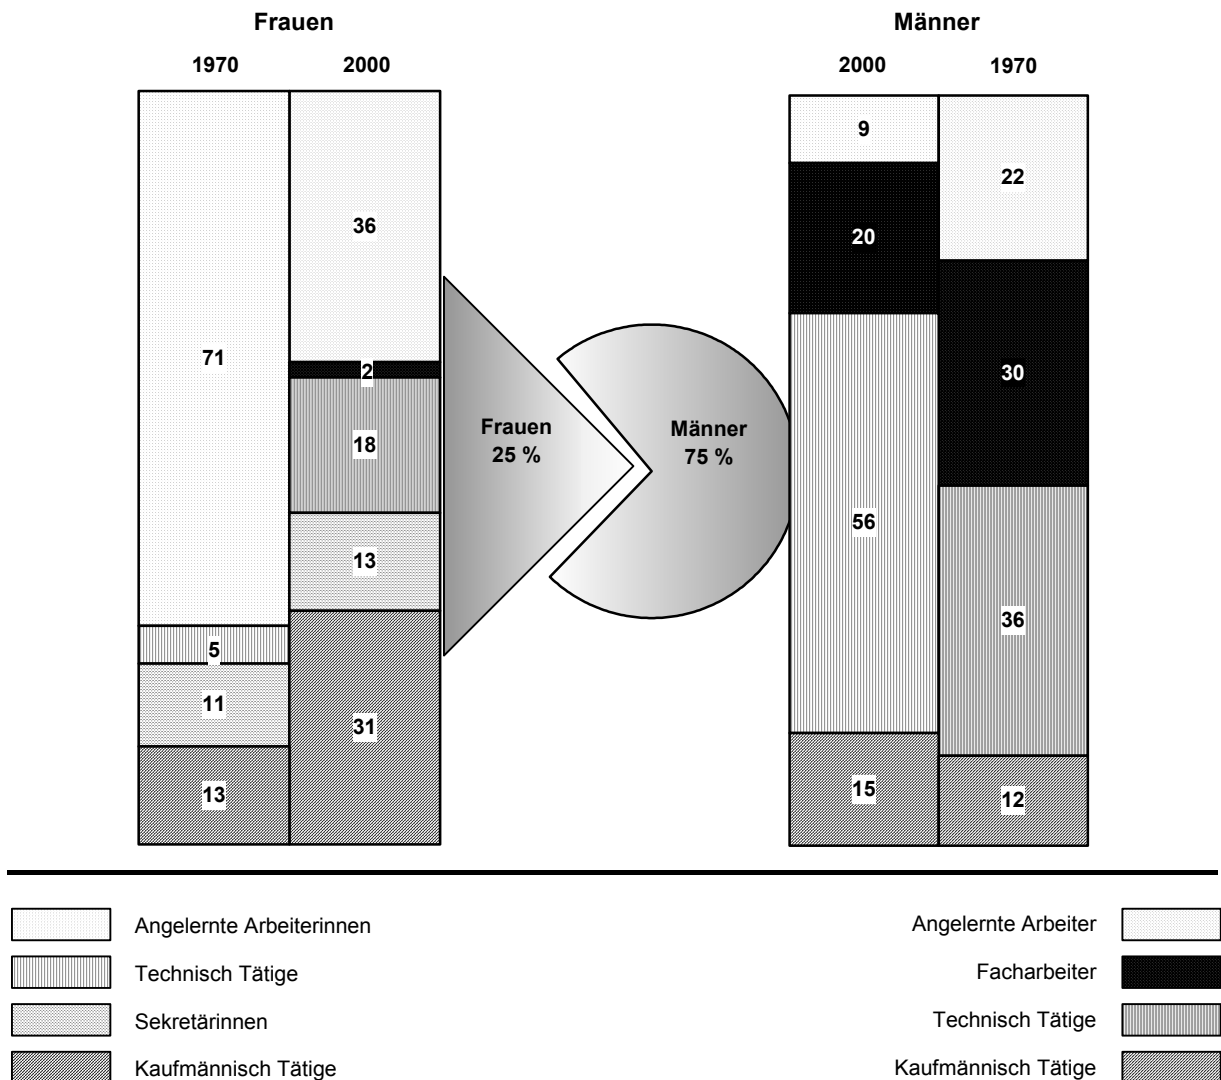 Frauen
Männer
1970
2000
2000
1970
71
5
11
13
36
2
18
13
31
Frauen
25 %
Männer
75 %
9
20
56
15
22
30
36
12
Angelernte Arbeiterinnen
Technisch Tätige
Sekretärinnen
Kaufmännisch Tätige
Angelernte Arbeiter
Facharbeiter
Technisch Tätige
Kaufmännisch Tätige